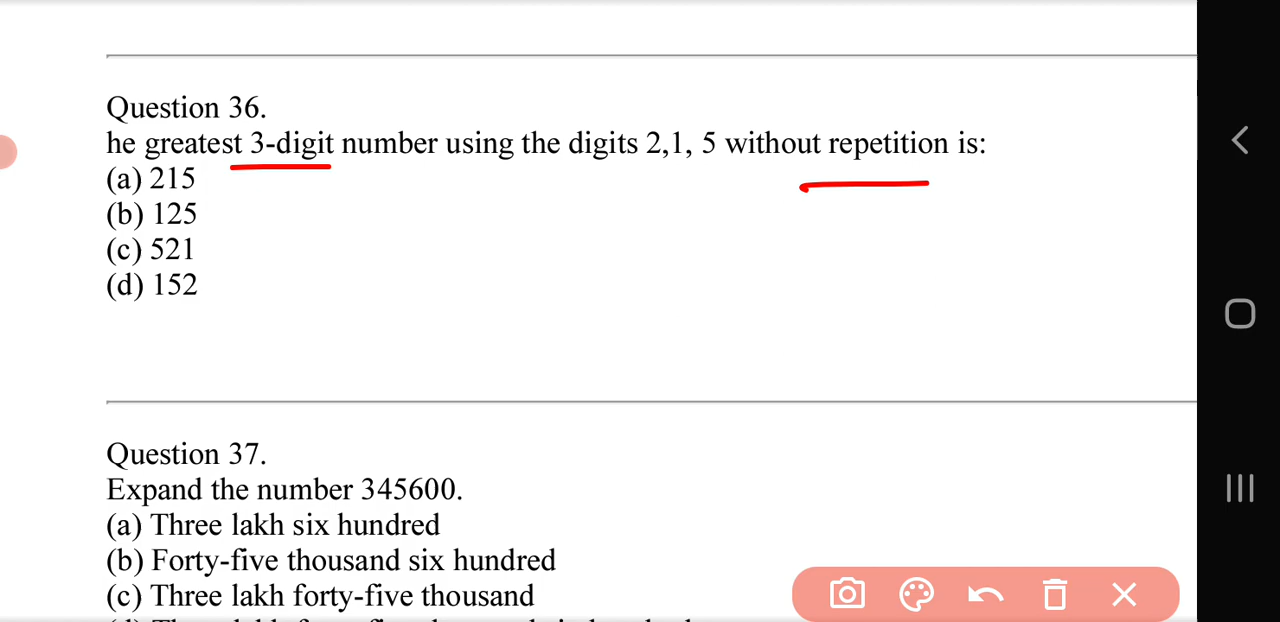 Question 36.
he greatest 3-digit number using the digits 2,1, 5 without repetition is:
(a) 215
(b) 125
(c) 521
(d) 152
Question 37.
Expand the number 345600.
(a) Three lakh six hundred
(b) Forty-five thousand six hundred
(c) Three lakh forty-five thousand